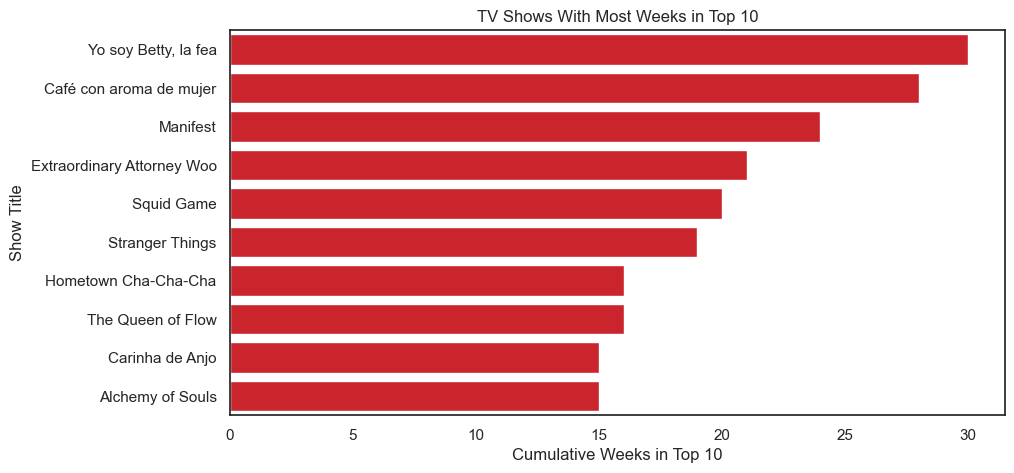 TV Shows With Most Weeks in Top 10
Show Title
Yo soy Betty, la fea
Café con aroma de mujer
Manifest
Extraordinary Attorney Woo
Squid Game
Stranger Things
Hometown Cha-Cha-Cha
The Queen of Flow
Carinha de Anjo
Alchemy of Souls
0 5 10 15 20 25 30
Cumulative Weeks in Top 10